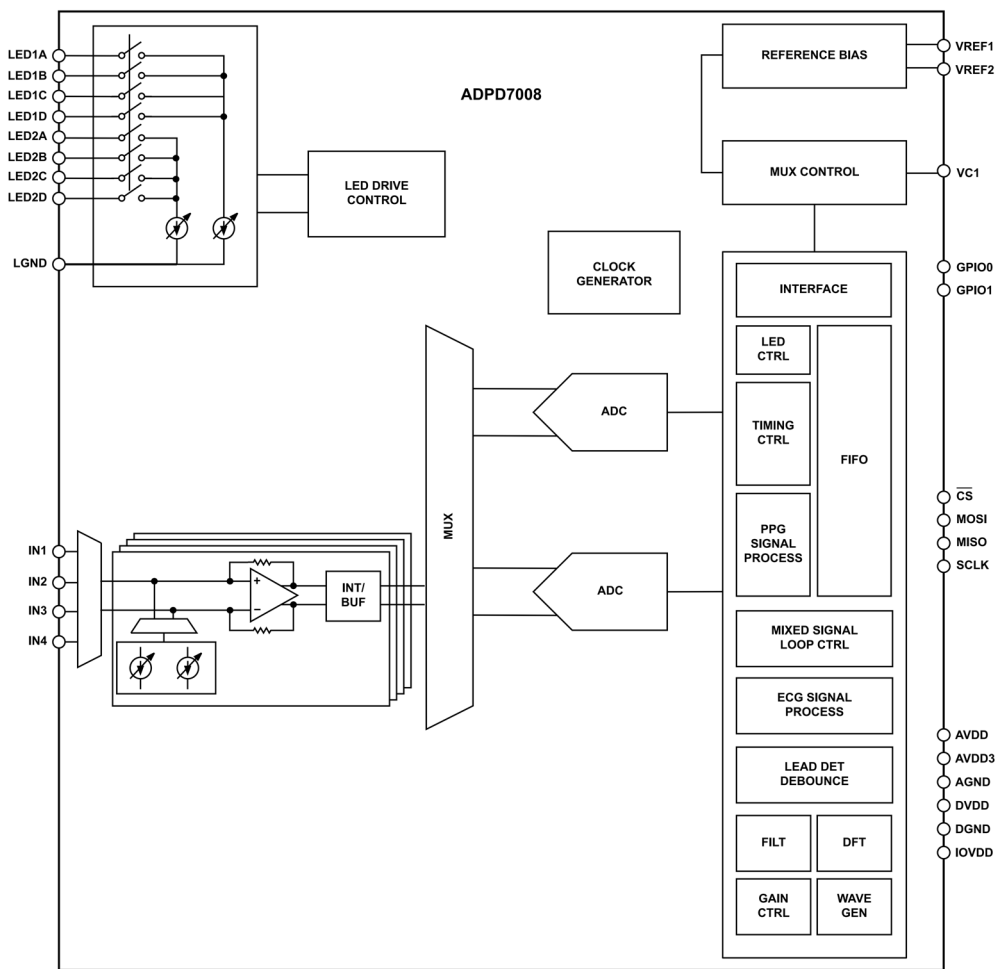 ADPD7008
LED1A
LED1B
LED1C
LED1D
LED2A
LED2B
LED2C
LED2D
LGND
LED DRIVE
CONTROL
REFERENCE BIAS
VREF1
VREF2
MUX CONTROL
VC1
CLOCK
GENERATOR
GPIO0
GPIO1
INTERFACE
LED
CTRL
TIMING
CTRL
FIFO
PPG
SIGNAL
PROCESS
MIXED SIGNAL
LOOP CTRL
ECG SIGNAL
PROCESS
LEAD DET
DEBOUNCE
FILT
DFT
GAIN
CTRL
WAVE
GEN
ADC
ADC
MUX
IN1
IN2
IN3
IN4
+
−
INT/
BUF
CS
MOSI
MISO
SCLK
AVDD
AVDD3
AGND
DVDD
DGND
IOVDD